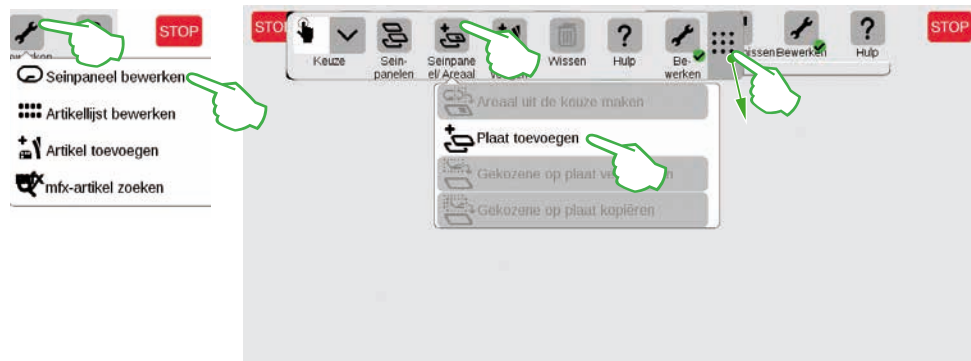 STOP
Seinpaneel bewerken
Artikellijst bewerken
Artikel toevoegen
mfx-artikel zoeken
STOP
Keuze
Sein-
panelen
Seinpane
el/ Areaal
Wissen
Hulp
Be-
werken
Bewerken
Hulp
STOP
Areaal uit de keuze maken
Plaat toevoegen
Gekozene op plaat
Gekozene op plaat kopiëren